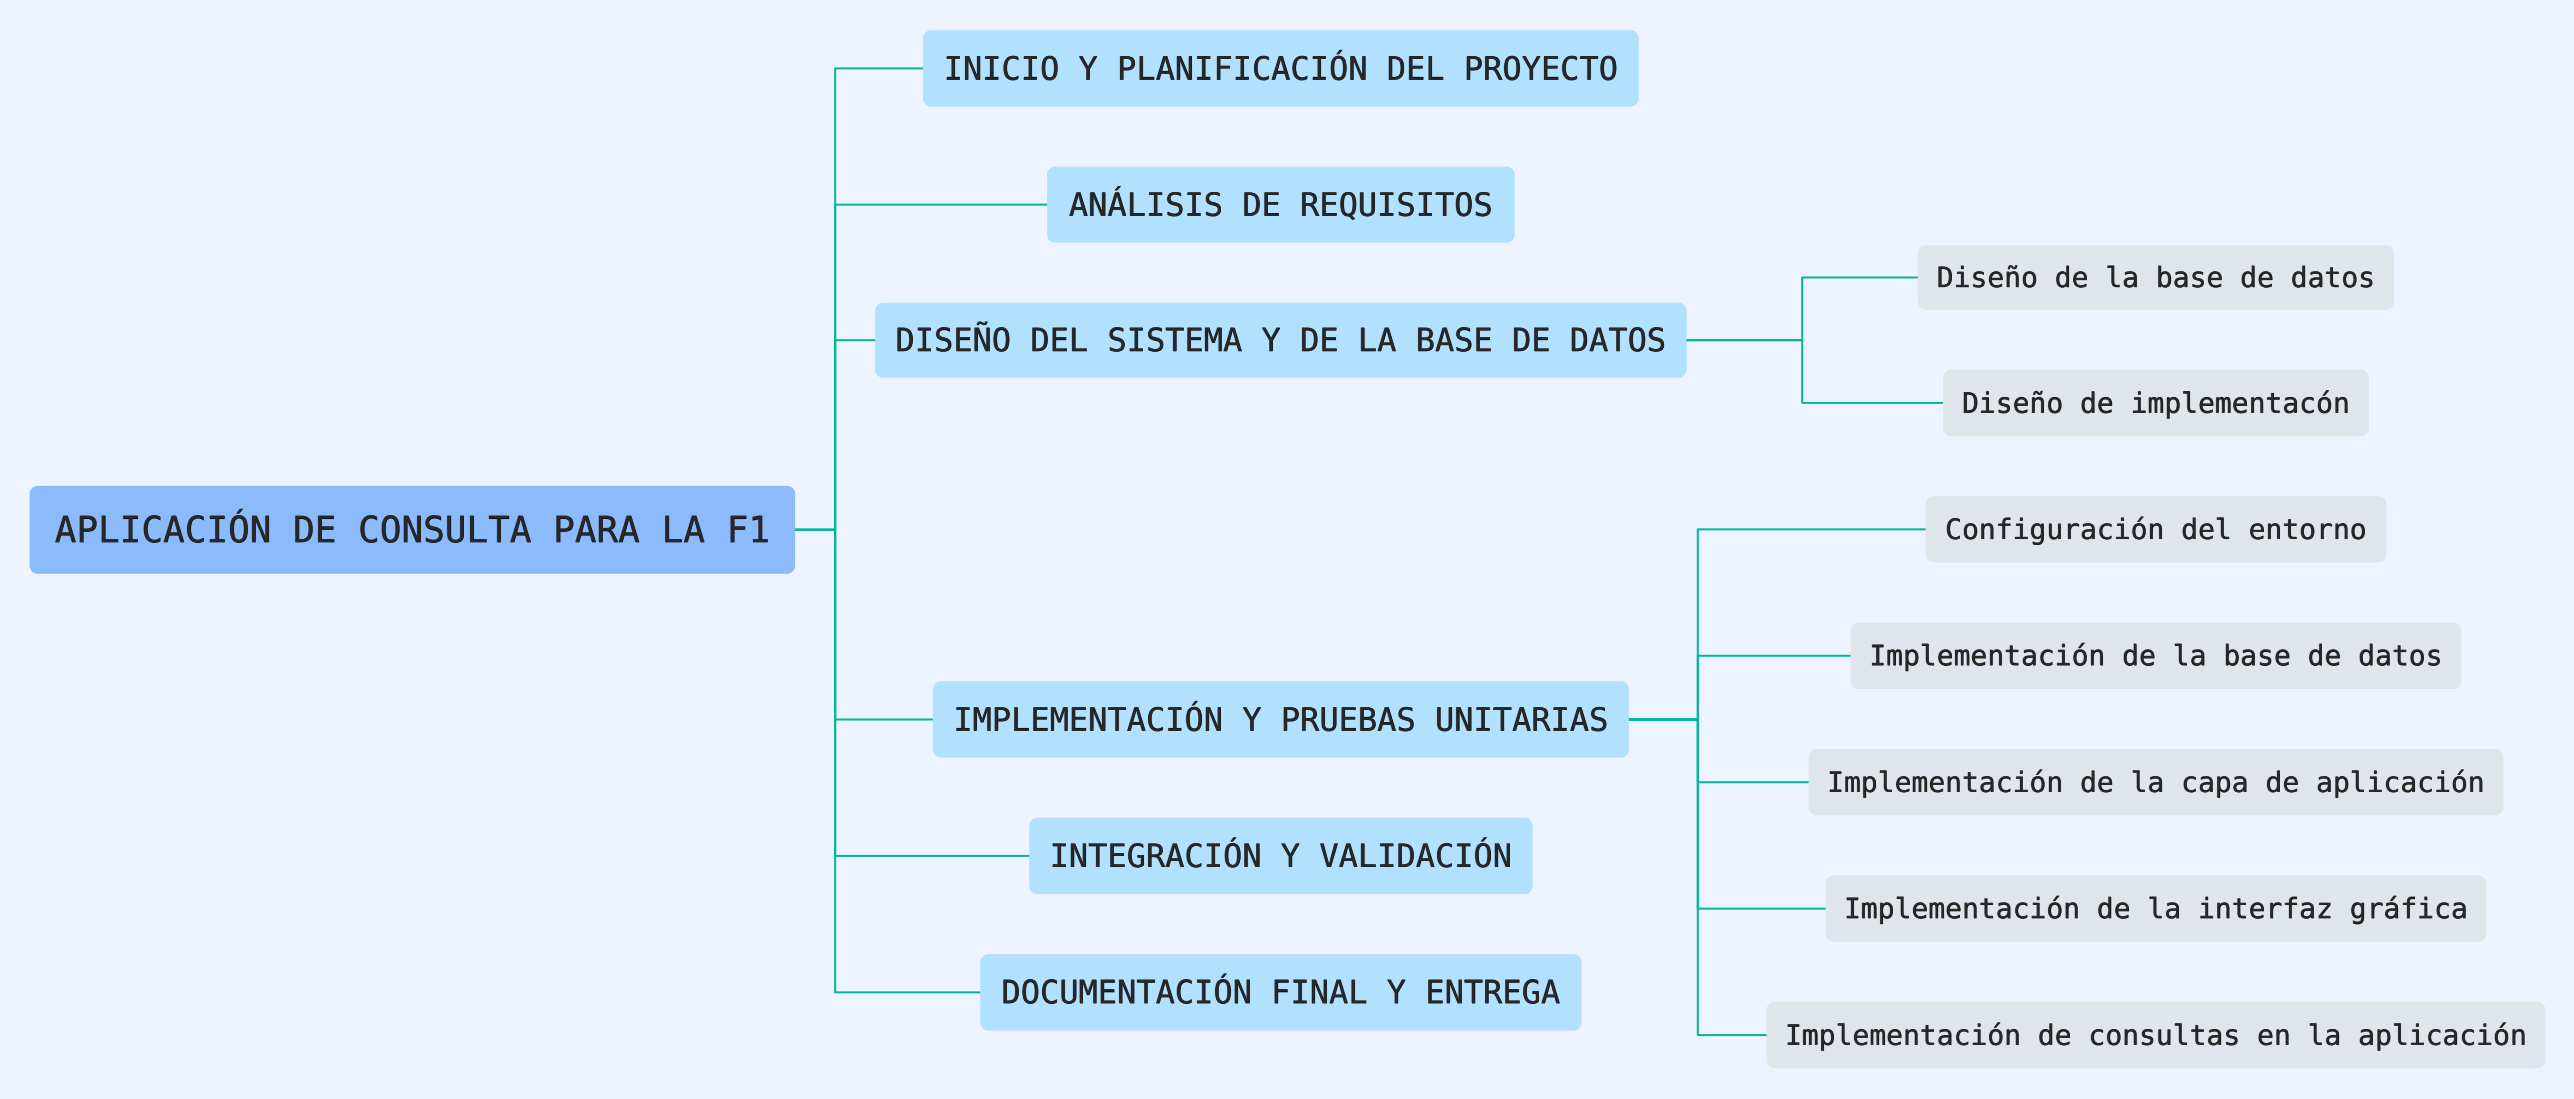 APLICACIÓN DE CONSULTA PARA LA F1
INICIO Y PLANIFICACIÓN DEL PROYECTO
ANÁLISIS DE REQUISITOS
DISEÑO DEL SISTEMA Y DE LA BASE DE DATOS
Diseño de la base de datos
Diseño de implementacón
IMPLEMENTACIÓN Y PRUEBAS UNITARIAS
Configuración del entorno
Implementación de la base de datos
Implementación de la capa de aplicación
Implementación de la interfaz gráfica
Implementación de consultas en la aplicación
INTEGRACIÓN Y VALIDACIÓN
DOCUMENTACIÓN FINAL Y ENTREGA